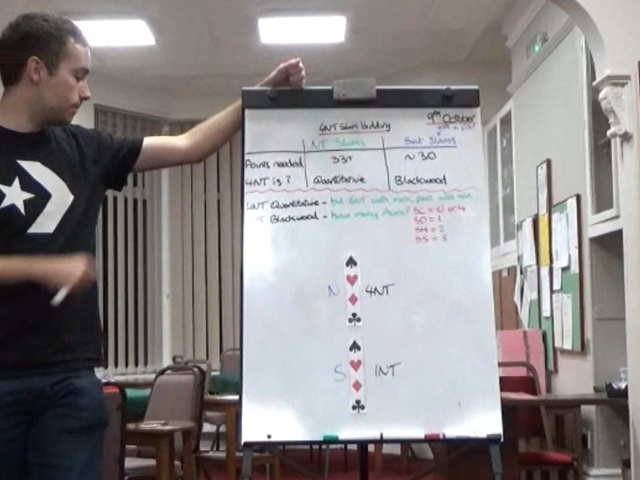 4NT Slam bidding
9th October
NT Slams Suit Slams
Points needed 33+ ~30
4NT is? Quantitative Blackwood
4NT Quantitative - bid 6NT with max, pass with min
Blackwood - how many Aces? 5C = 0 or 4
5D = 1
5H = 2
5S = 3
N 4NT
S 1NT